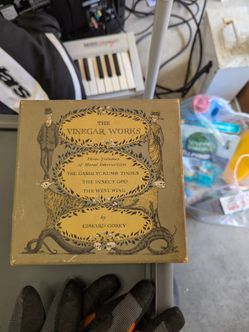 THE
VINEGAR WORKS
Three Volumes
of Moral Instruction
THE GASHLYCRUMB TINIES
THE INSECT GOD
THE WEST WING
by
EDWARD GOREY